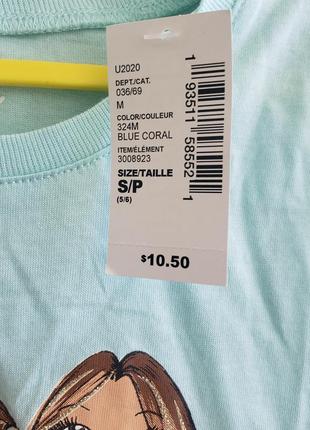 U2020
DEPT./CAT.
036/69
M
COLOR/COULEUR
324M
BLUE CORAL
ITEM/ÉLÉMENT
3008923
SIZE/TAILLE
S/P
(5/6)
1 93511 58552 1
$10.50